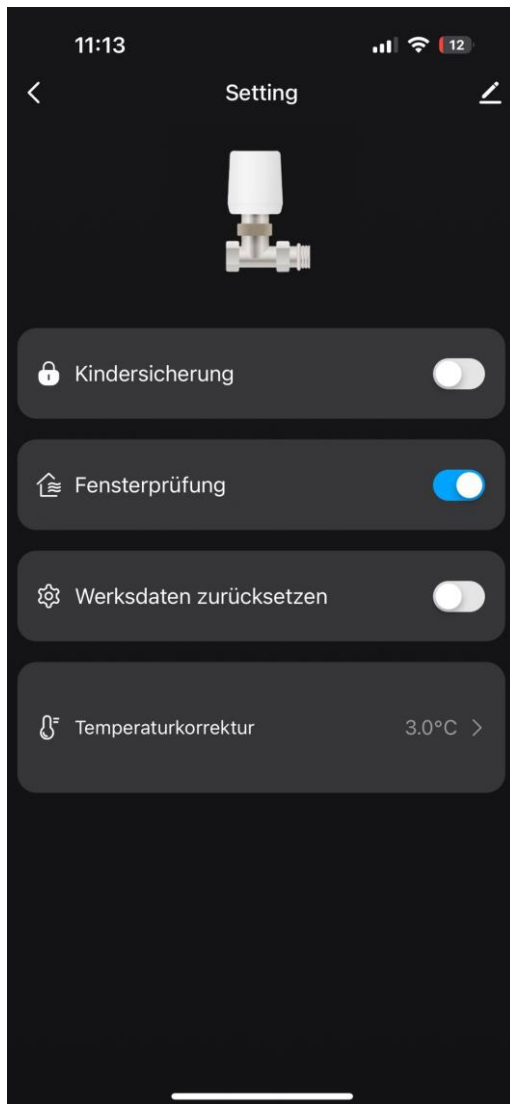 11:13
12
Setting
Kindersicherung
Fensterprüfung
Werksdaten zurücksetzen
Temperaturkorrektur 3.0°C